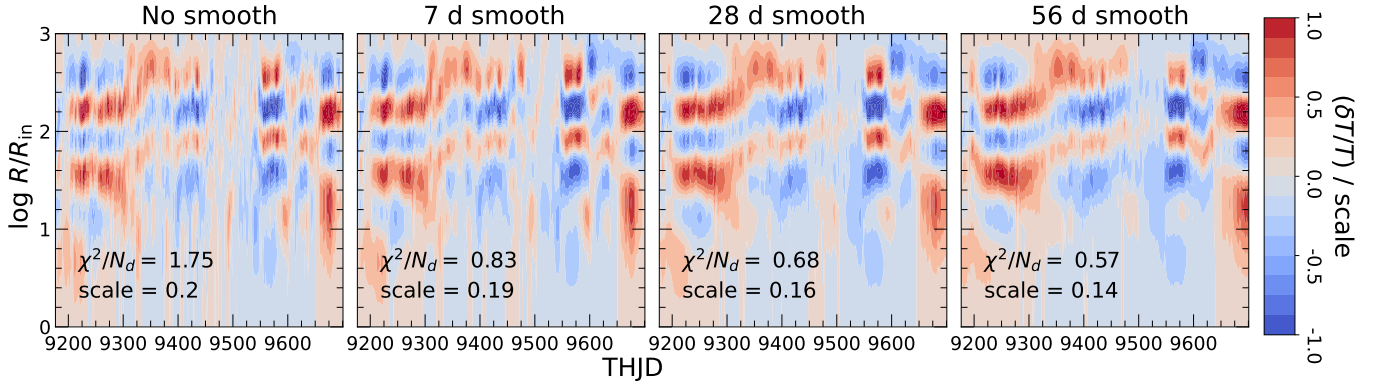 No smooth
7 d smooth
28 d smooth
56 d smooth
3
2
1
0
log R/R_in
χ²/N_d = 1.75
scale = 0.2
χ²/N_d = 0.83
scale = 0.19
χ²/N_d = 0.68
scale = 0.16
χ²/N_d = 0.57
scale = 0.14
9200 9300 9400 9500 9600
9200 9300 9400 9500 9600
9200 9300 9400 9500 9600
9200 9300 9400 9500 9600
THJD
1.0
0.5
0.0
-0.5
-1.0
(δT/T) / scale